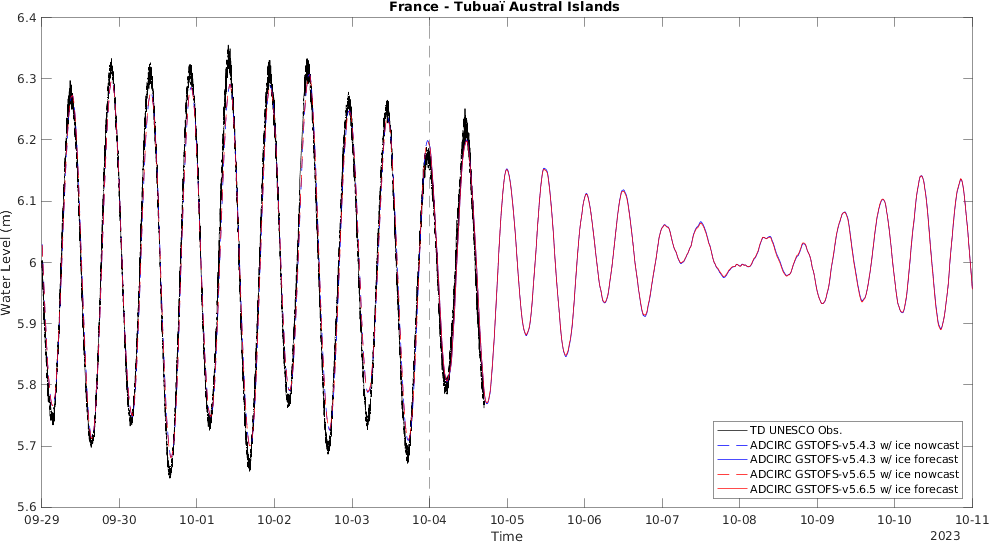 France - Tubuaï Austral Islands
6.4
6.3
6.2
6.1
6
5.9
5.8
5.7
5.6
Water Level (m)
TD UNESCO Obs.
ADCIRC GSTOFS-v5.4.3 w/ ice nowcast
ADCIRC GSTOFS-v5.4.3 w/ ice forecast
ADCIRC GSTOFS-v5.6.5 w/ ice nowcast
ADCIRC GSTOFS-v5.6.5 w/ ice forecast
09-29 09-30 10-01 10-02 10-03 10-04 10-05 10-06 10-07 10-08 10-09 10-10 10-11
Time
2023